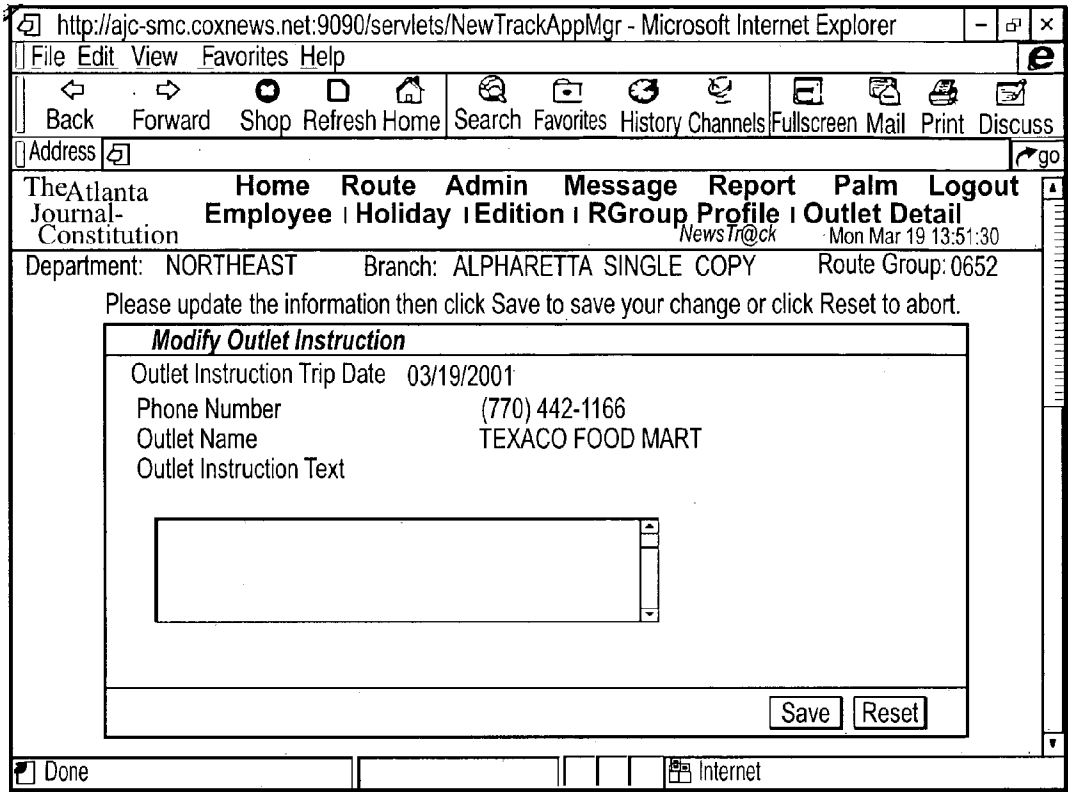 http://ajc-smc.coxnews.net:9090/servlets/NewTrackAppMgr - Microsoft Internet Explorer
File Edit View Favorites Help
Back Forward Shop Refresh Home Search Favorites History Channels Fullscreen Mail Print Discuss
Address go
The Atlanta Journal-Constitution
Home Route Admin Message Report Palm Logout
Employee | Holiday | Edition | RGroup Profile | Outlet Detail
NewsTr@ck Mon Mar 19 13:51:30
Department: NORTHEAST Branch: ALPHARETTA SINGLE COPY Route Group: 0652
Please update the information then click Save to save your change or click Reset to abort.
Modify Outlet Instruction
Outlet Instruction Trip Date 03/19/2001
Phone Number (770) 442-1166
Outlet Name TEXACO FOOD MART
Outlet Instruction Text
Save Reset
Done Internet